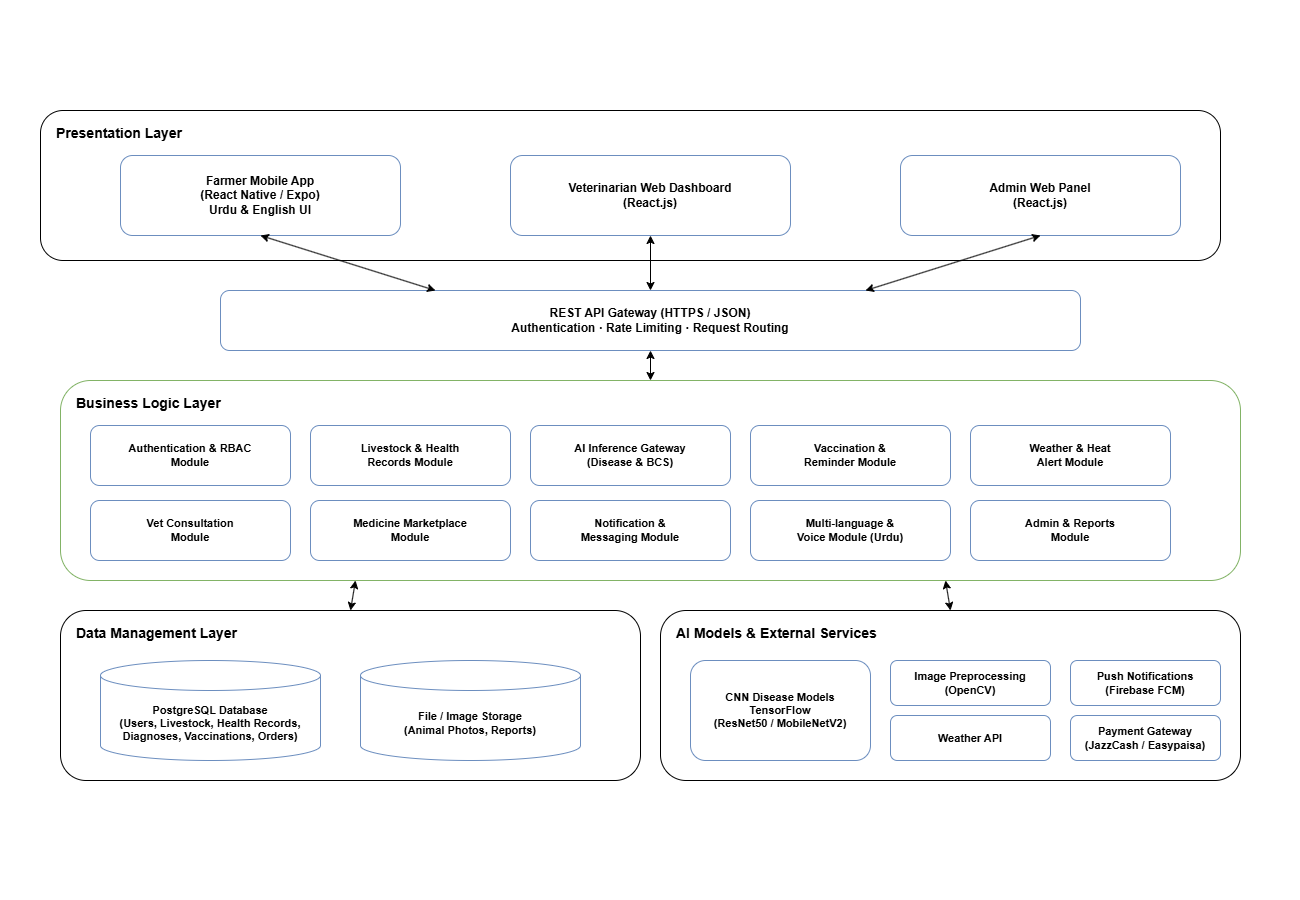 Presentation Layer
Farmer Mobile App
(React Native / Expo)
Urdu & English UI
Veterinarian Web Dashboard
(React.js)
Admin Web Panel
(React.js)
REST API Gateway (HTTPS / JSON)
Authentication · Rate Limiting · Request Routing
Business Logic Layer
Authentication & RBAC
Module
Livestock & Health
Records Module
AI Inference Gateway
(Disease & BCS)
Vaccination &
Reminder Module
Weather & Heat
Alert Module
Vet Consultation
Module
Medicine Marketplace
Module
Notification &
Messaging Module
Multi-language &
Voice Module (Urdu)
Admin & Reports
Module
Data Management Layer
PostgreSQL Database
(Users, Livestock, Health Records,
Diagnoses, Vaccinations, Orders)
File / Image Storage
(Animal Photos, Reports)
AI Models & External Services
CNN Disease Models
TensorFlow
(ResNet50 / MobileNetV2)
Image Preprocessing
(OpenCV)
Push Notifications
(Firebase FCM)
Weather API
Payment Gateway
(JazzCash / Easypaisa)